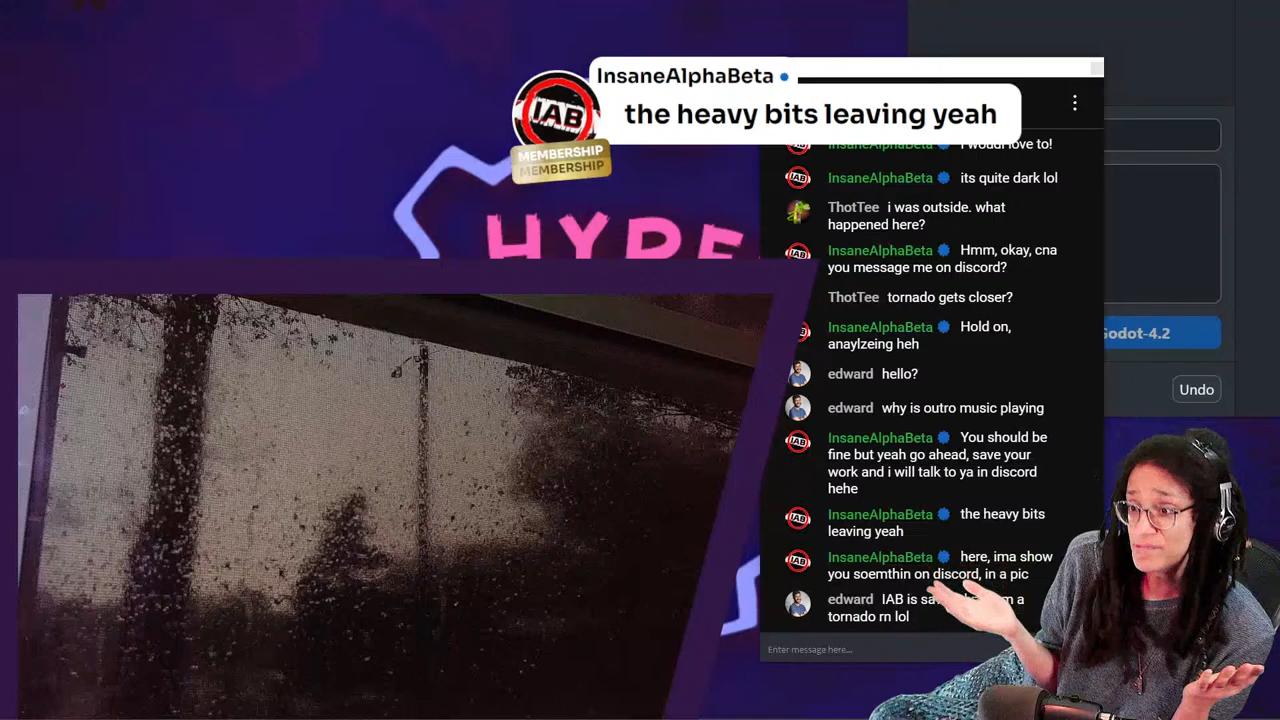 InsaneAlphaBeta
the heavy bits leaving yeah
IAB
MEMBERSHIP
MEMBERSHIP
HYPE
InsaneAlphaBeta I woudl love to!
InsaneAlphaBeta its quite dark lol
ThotTee i was outside. what
happened here?
InsaneAlphaBeta Hmm, okay, cna
you message me on discord?
ThotTee tornado gets closer?
InsaneAlphaBeta Hold on,
anaylzeing heh
edward hello?
edward why is outro music playing
InsaneAlphaBeta You should be
fine but yeah go ahead, save your
work and i will talk to ya in discord
hehe
InsaneAlphaBeta the heavy bits
leaving yeah
InsaneAlphaBeta here, ima show
you soemthin on discord, in a pic
edward IAB is a
tornado rn lol
Enter message here...
Godot-4.2
Undo